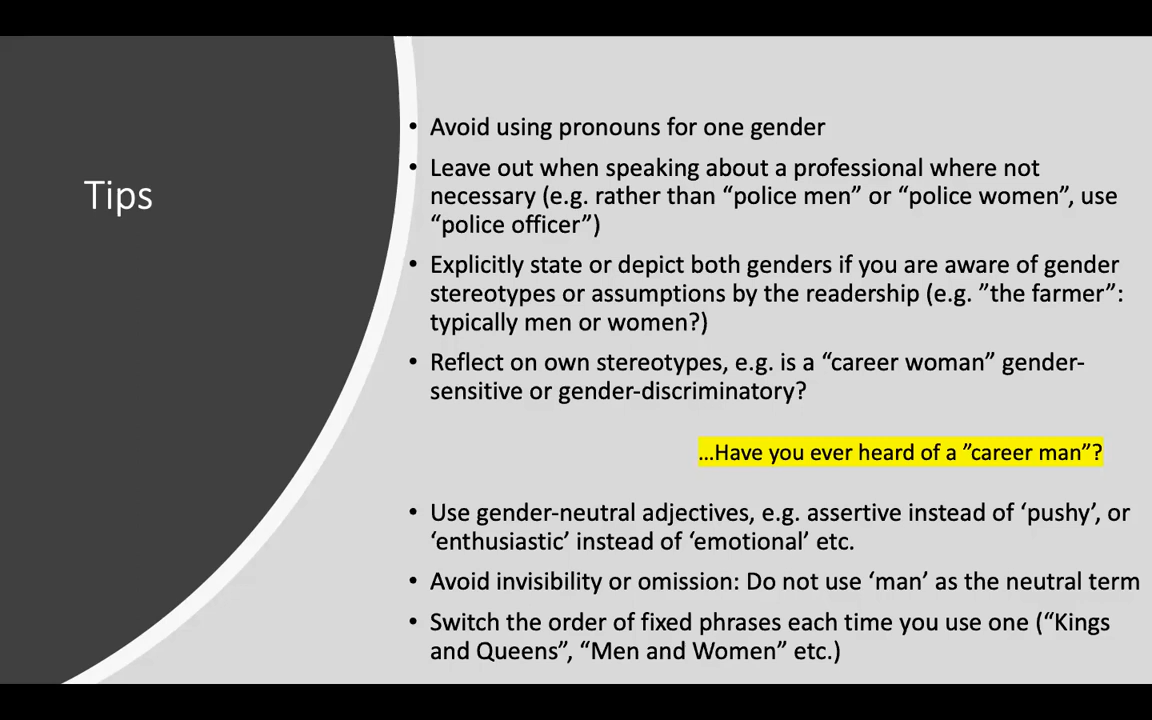 Tips
• Avoid using pronouns for one gender
• Leave out when speaking about a professional where not
necessary (e.g. rather than “police men” or “police women”, use
“police officer”)
• Explicitly state or depict both genders if you are aware of gender
stereotypes or assumptions by the readership (e.g. ”the farmer”:
typically men or women?)
• Reflect on own stereotypes, e.g. is a “career woman” gender-
sensitive or gender-discriminatory?
…Have you ever heard of a ”career man”?
• Use gender-neutral adjectives, e.g. assertive instead of ‘pushy’, or
‘enthusiastic’ instead of ‘emotional’ etc.
• Avoid invisibility or omission: Do not use ‘man’ as the neutral term
• Switch the order of fixed phrases each time you use one (“Kings
and Queens”, “Men and Women” etc.)